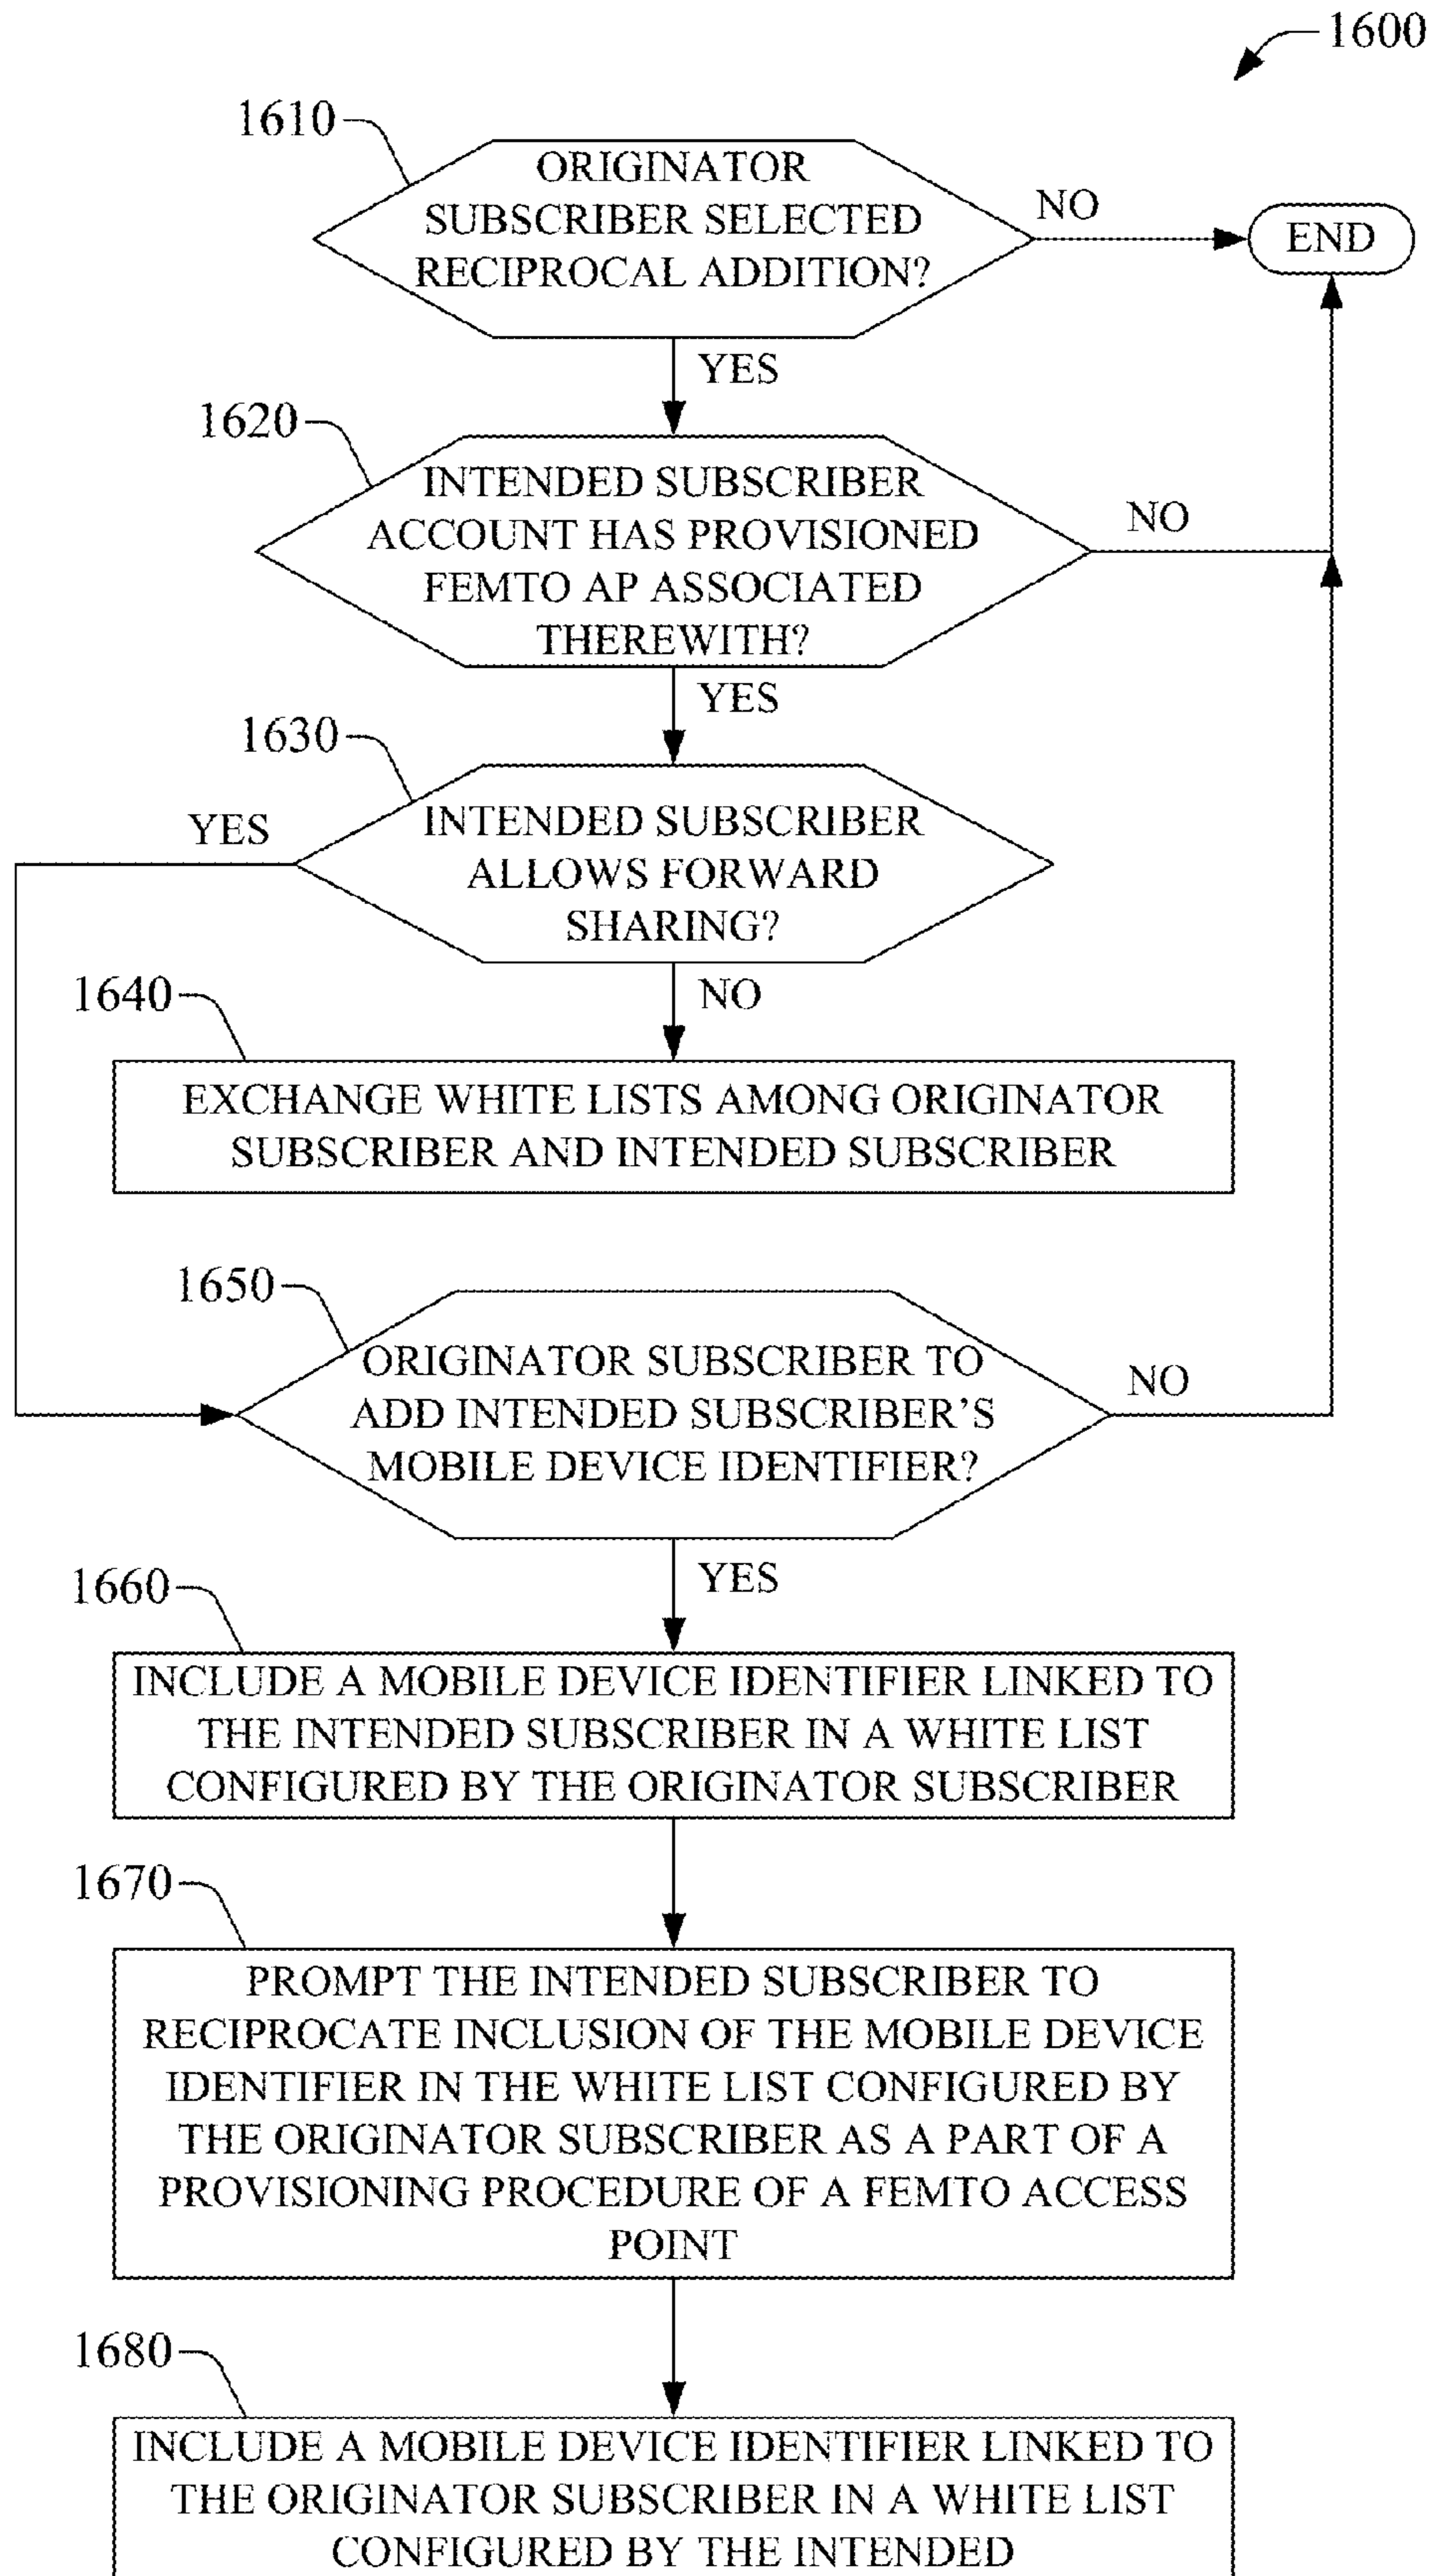 1600
1610
ORIGINATOR
SUBSCRIBER SELECTED
RECIPROCAL ADDITION?
NO
END
YES
1620
INTENDED SUBSCRIBER
ACCOUNT HAS PROVISIONED
FEMTO AP ASSOCIATED
THEREWITH?
NO
YES
1630
YES
INTENDED SUBSCRIBER
ALLOWS FORWARD
SHARING?
NO
1640
EXCHANGE WHITE LISTS AMONG ORIGINATOR
SUBSCRIBER AND INTENDED SUBSCRIBER
1650
ORIGINATOR SUBSCRIBER TO
ADD INTENDED SUBSCRIBER'S
MOBILE DEVICE IDENTIFIER?
NO
YES
1660
INCLUDE A MOBILE DEVICE IDENTIFIER LINKED TO
THE INTENDED SUBSCRIBER IN A WHITE LIST
CONFIGURED BY THE ORIGINATOR SUBSCRIBER
1670
PROMPT THE INTENDED SUBSCRIBER TO
RECIPROCATE INCLUSION OF THE MOBILE DEVICE
IDENTIFIER IN THE WHITE LIST CONFIGURED BY
THE ORIGINATOR SUBSCRIBER AS A PART OF A
PROVISIONING PROCEDURE OF A FEMTO ACCESS
POINT
1680
INCLUDE A MOBILE DEVICE IDENTIFIER LINKED TO
THE ORIGINATOR SUBSCRIBER IN A WHITE LIST
CONFIGURED BY THE INTENDED